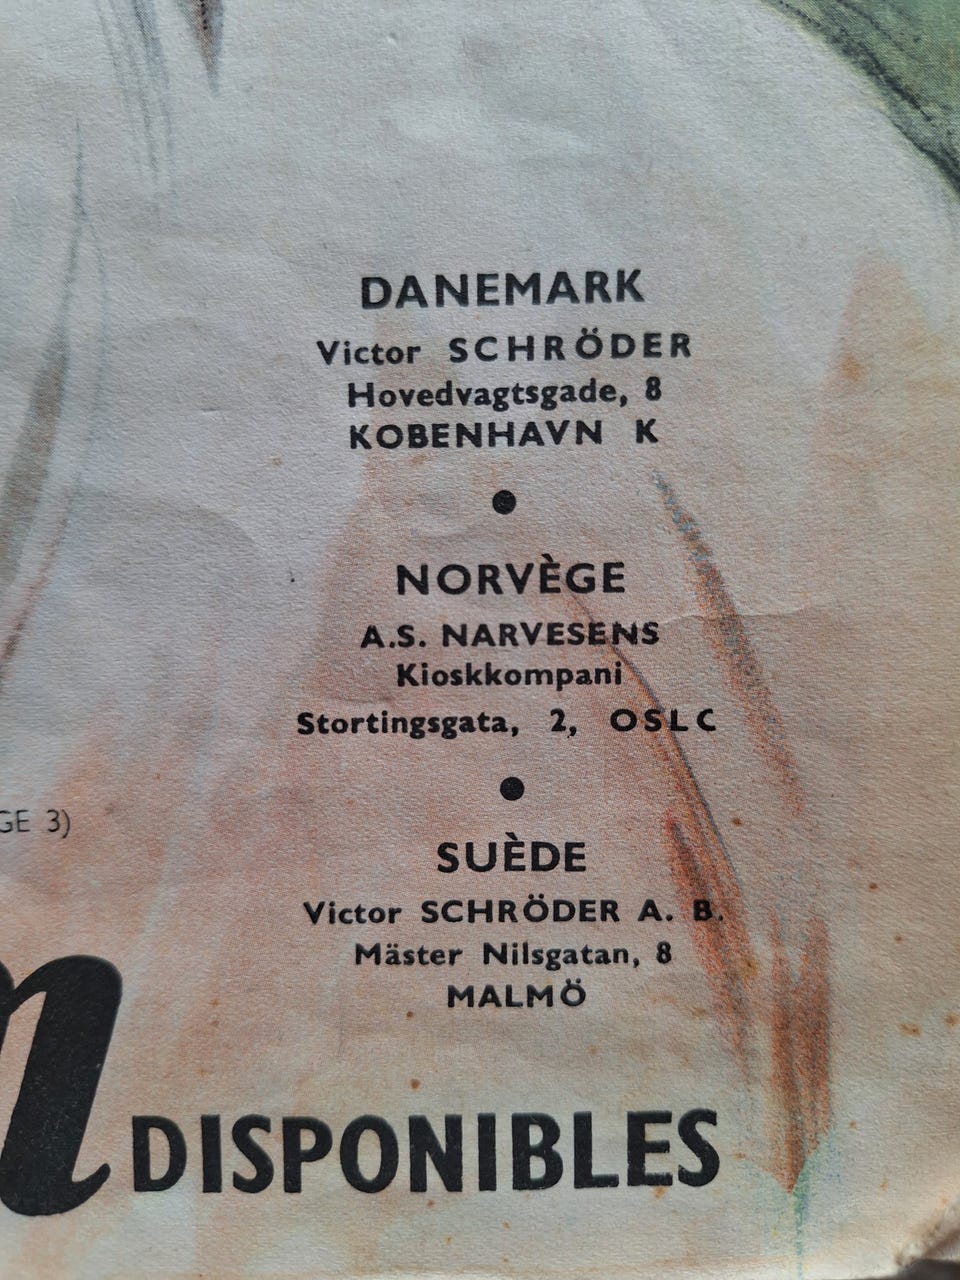 DANEMARK
Victor SCHRÖDER
Hovedvagtsgade, 8
KOBENHAVN K
●
NORVÈGE
A.S. NARVESENS
Kioskkompani
Stortingsgata, 2, OSLC
●
SUÈDE
Victor SCHRÖDER A. B.
Mäster Nilsgatan, 8
MALMÖ
GE 3)
DISPONIBLES